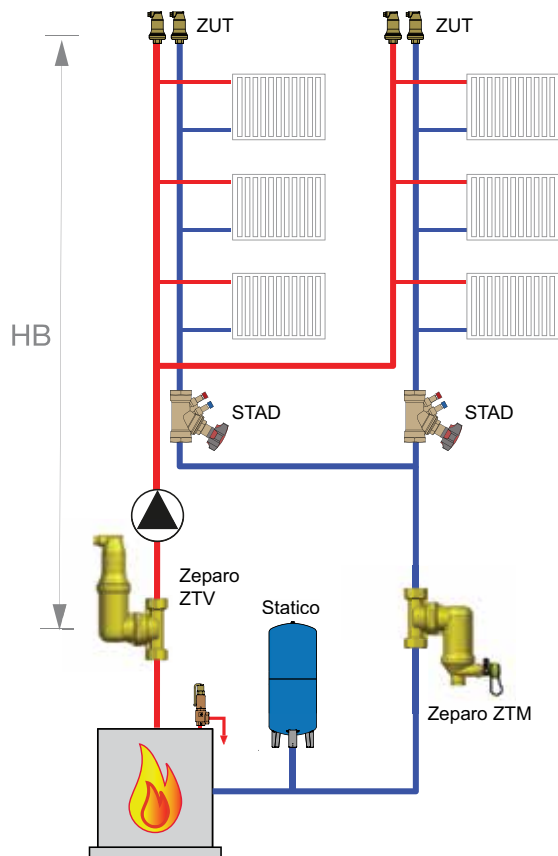 ZUT
ZUT
HB
STAD
STAD
Zeparo
ZTV
Statico
Zeparo ZTM